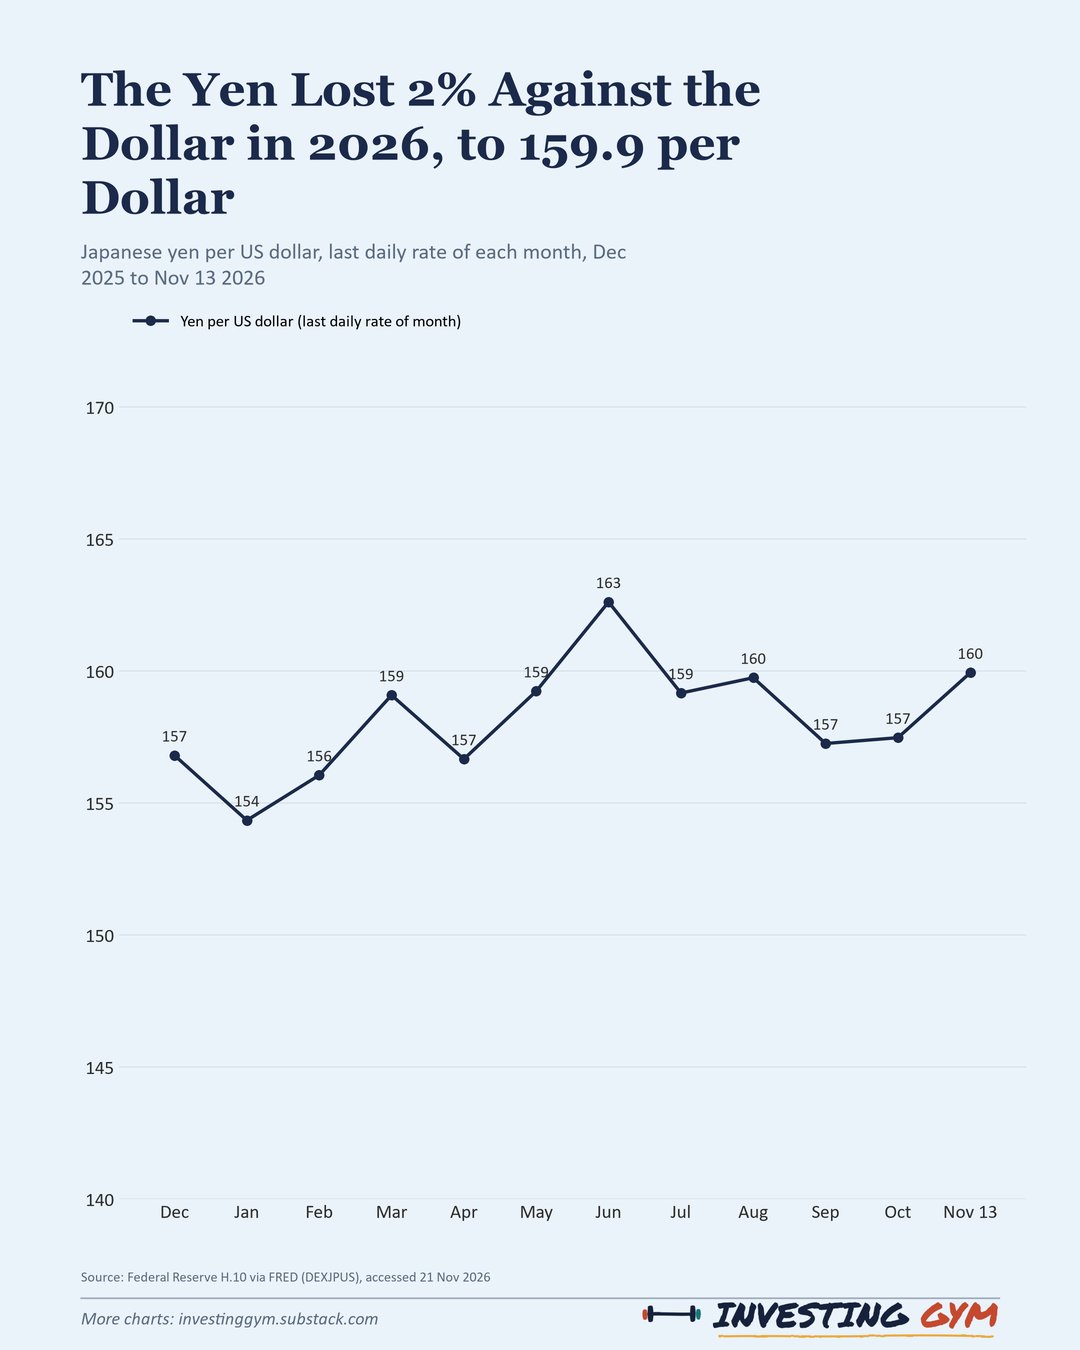 The Yen Lost 2% Against the
Dollar in 2026, to 159.9 per
Dollar
Japanese yen per US dollar, last daily rate of each month, Dec
2025 to Nov 13 2026
Yen per US dollar (last daily rate of month)
170
165
160
155
150
145
140
157
154
156
159
157
159
163
159
160
157
157
160
Dec Jan Feb Mar Apr May Jun Jul Aug Sep Oct Nov 13
Source: Federal Reserve H.10 via FRED (DEXJPUS), accessed 21 Nov 2026
More charts: investinggym.substack.com
INVESTING GYM